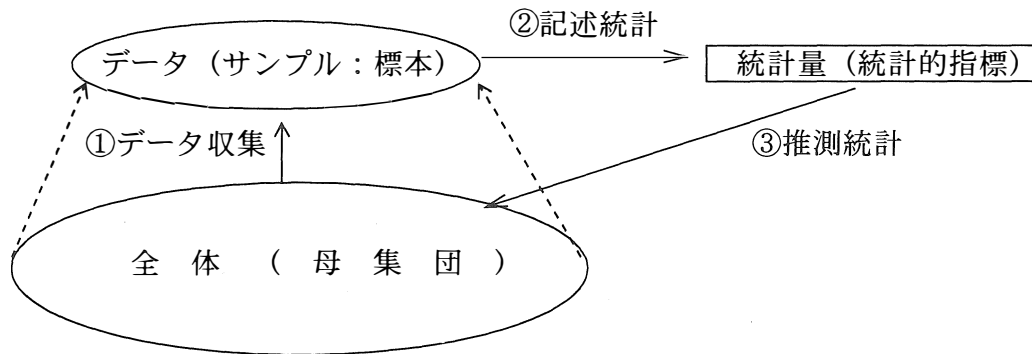 ②記述統計
データ（サンプル：標本）
統計量（統計的指標）
①データ収集
③推測統計
全体（母集団）